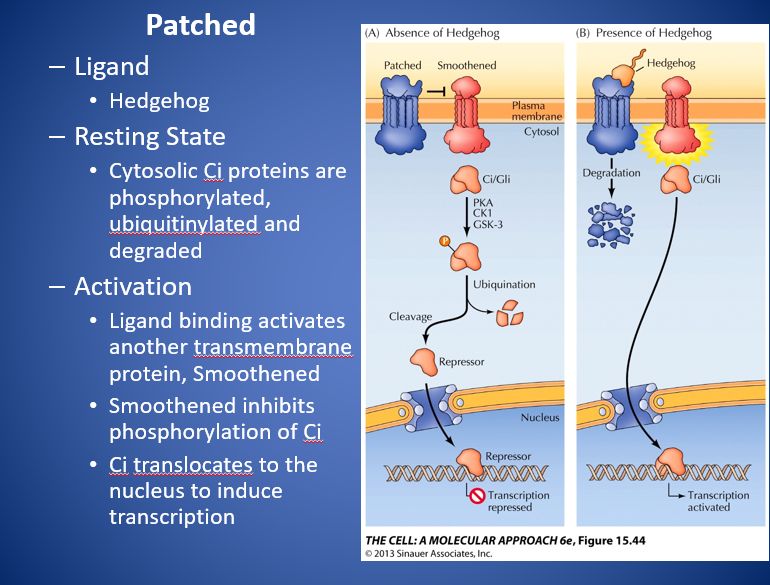 Patched
– Ligand
• Hedgehog
– Resting State
• Cytosolic Ci proteins are
phosphorylated,
ubiquitinylated and
degraded
– Activation
• Ligand binding activates
another transmembrane
protein, Smoothened
• Smoothened inhibits
phosphorylation of Ci
• Ci translocates to the
nucleus to induce
transcription
(A) Absence of Hedgehog
Patched
Smoothened
Plasma
membrane
Cytosol
Ci/Gli
PKA
CK1
GSK-3
P
Ubiquination
Cleavage
Repressor
Nucleus
Repressor
Transcription
repressed
(B) Presence of Hedgehog
Hedgehog
Degradation
Ci/Gli
Transcription
activated
THE CELL: A MOLECULAR APPROACH 6e, Figure 15.44
© 2013 Sinauer Associates, Inc.